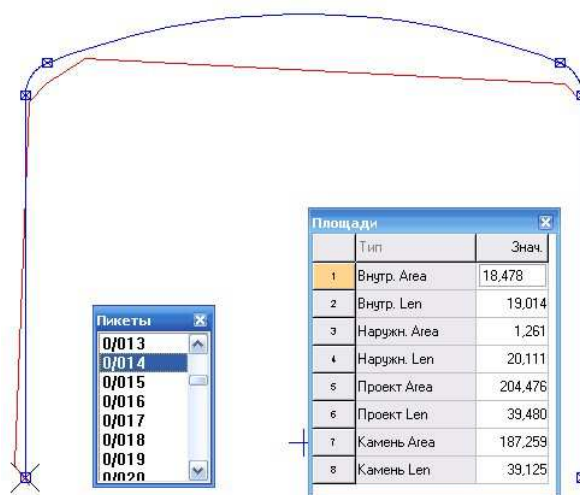 Площади
Тип Знач.
1 Внутр. Area 18,478
2 Внутр. Len 19,014
3 Наружн. Area 1,261
4 Наружн. Len 20,111
5 Проект Area 204,476
6 Проект Len 39,480
7 Камень Area 187,259
8 Камень Len 39,125
Пикеты
0/013
0/014
0/015
0/016
0/017
0/018
0/019
0/020